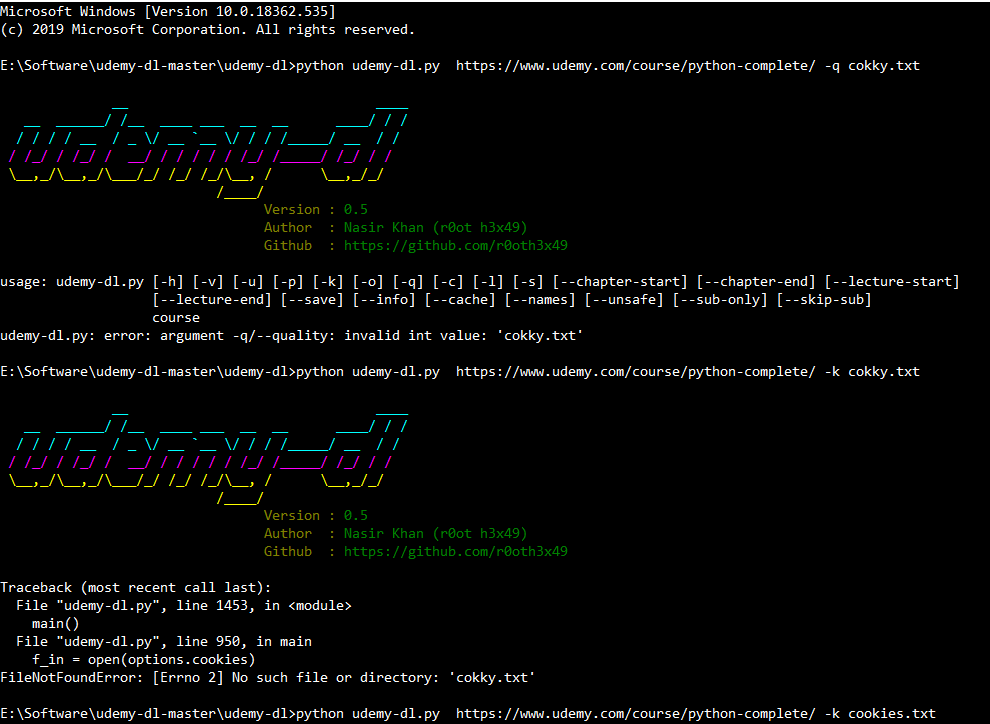 Microsoft Windows [Version 10.0.18362.535]
(c) 2019 Microsoft Corporation. All rights reserved.
E:\Software\udemy-dl-master\udemy-dl>python udemy-dl.py  https://www.udemy.com/course/python-complete/ -q cokky.txt
udemy-dl
Version : 0.5
Author  : Nasir Khan (r0ot h3x49)
Github  : https://github.com/r0oth3x49
usage: udemy-dl.py [-h] [-v] [-u] [-p] [-k] [-o] [-q] [-c] [-l] [-s] [--chapter-start] [--chapter-end] [--lecture-start]
[--lecture-end] [--save] [--info] [--cache] [--names] [--unsafe] [--sub-only] [--skip-sub]
course
udemy-dl.py: error: argument -q/--quality: invalid int value: 'cokky.txt'
E:\Software\udemy-dl-master\udemy-dl>python udemy-dl.py  https://www.udemy.com/course/python-complete/ -k cokky.txt
udemy-dl
Version : 0.5
Author  : Nasir Khan (r0ot h3x49)
Github  : https://github.com/r0oth3x49
Traceback (most recent call last):
File "udemy-dl.py", line 1453, in <module>
main()
File "udemy-dl.py", line 950, in main
f_in = open(options.cookies)
FileNotFoundError: [Errno 2] No such file or directory: 'cokky.txt'
E:\Software\udemy-dl-master\udemy-dl>python udemy-dl.py  https://www.udemy.com/course/python-complete/ -k cookies.txt